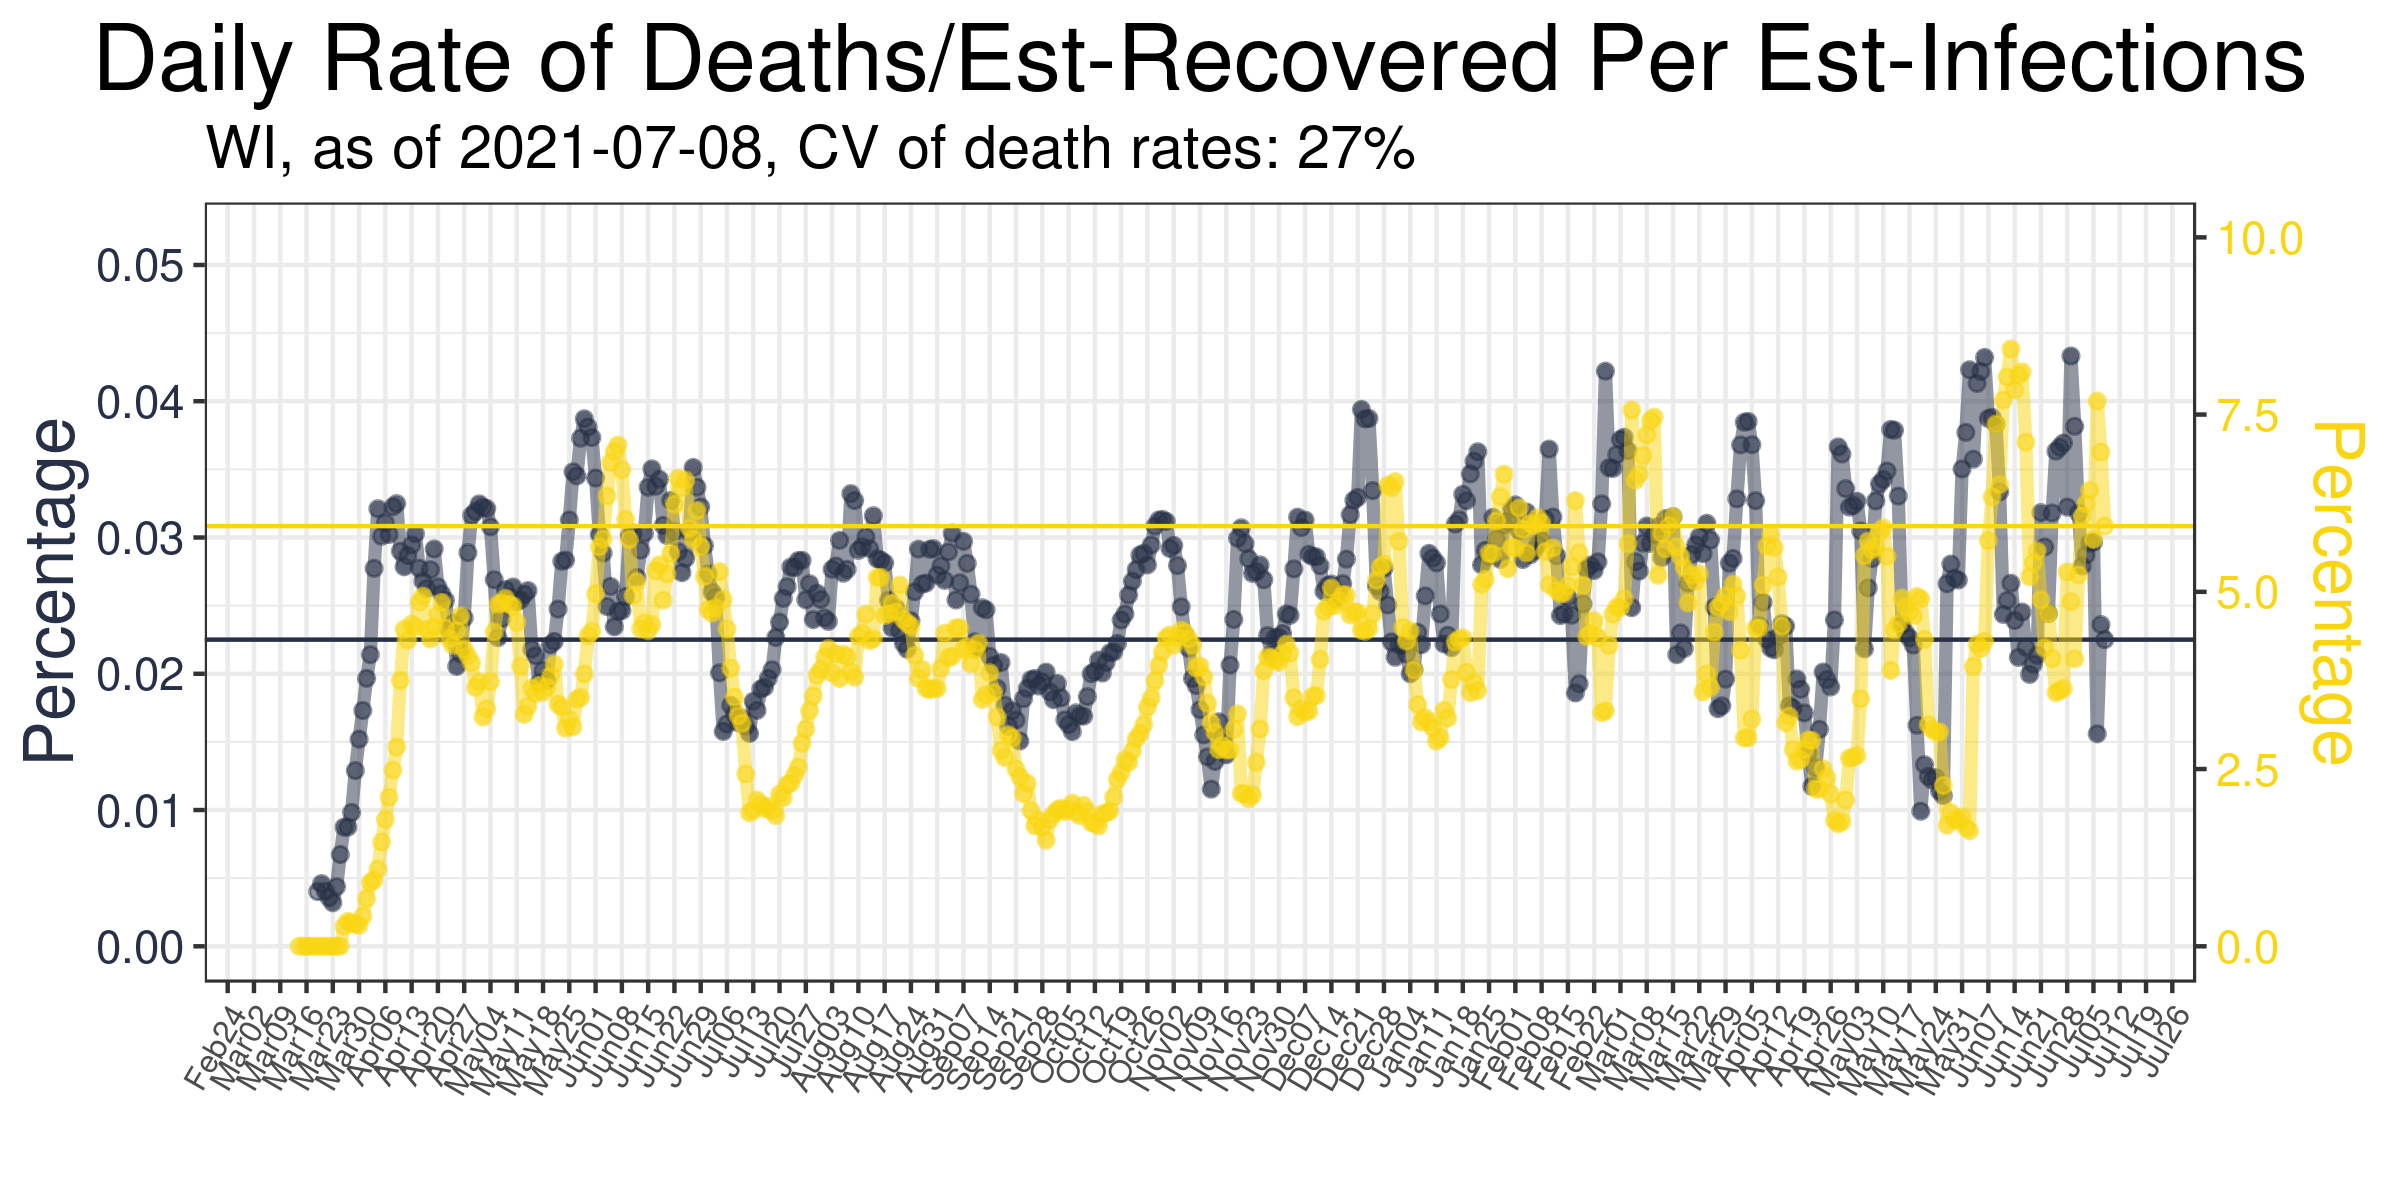 Daily Rate of Deaths/Est-Recovered Per Est-Infections
WI, as of 2021-07-08, CV of death rates: 27%
Percentage
0.05
0.04
0.03
0.02
0.01
0.00
10.0
7.5
5.0
2.5
0.0
Percentage
Feb24
Mar02
Mar09
Mar16
Mar23
Mar30
Apr06
Apr13
Apr20
Apr27
May04
May11
May18
May25
Jun01
Jun08
Jun15
Jun22
Jun29
Jul06
Jul13
Jul20
Jul27
Aug03
Aug10
Aug17
Aug24
Aug31
Sep07
Sep14
Sep21
Sep28
Oct05
Oct12
Oct19
Oct26
Nov02
Nov09
Nov16
Nov23
Nov30
Dec07
Dec14
Dec21
Dec28
Jan04
Jan11
Jan18
Jan25
Feb01
Feb08
Feb15
Feb22
Mar01
Mar08
Mar15
Mar22
Mar29
Apr05
Apr12
Apr19
Apr26
May03
May10
May17
May24
May31
Jun07
Jun14
Jun21
Jun28
Jul05
Jul12
Jul19
Jul26